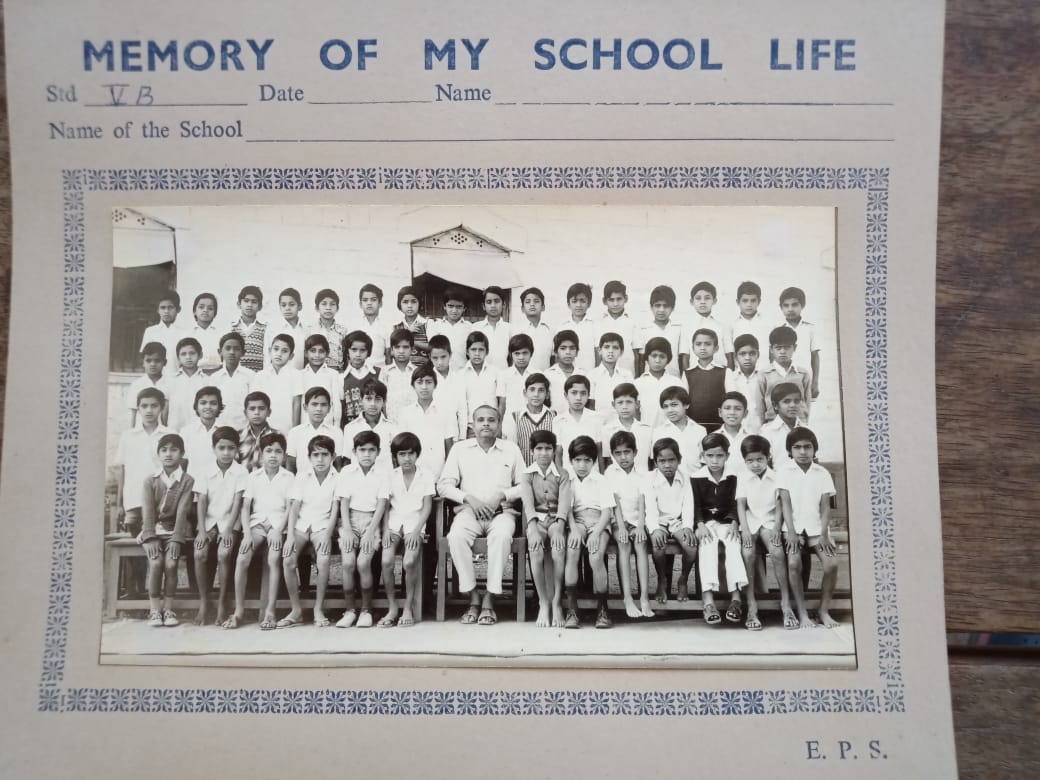 MEMORY OF MY SCHOOL LIFE
Std V B Date Name
Name of the School
E. P. S.